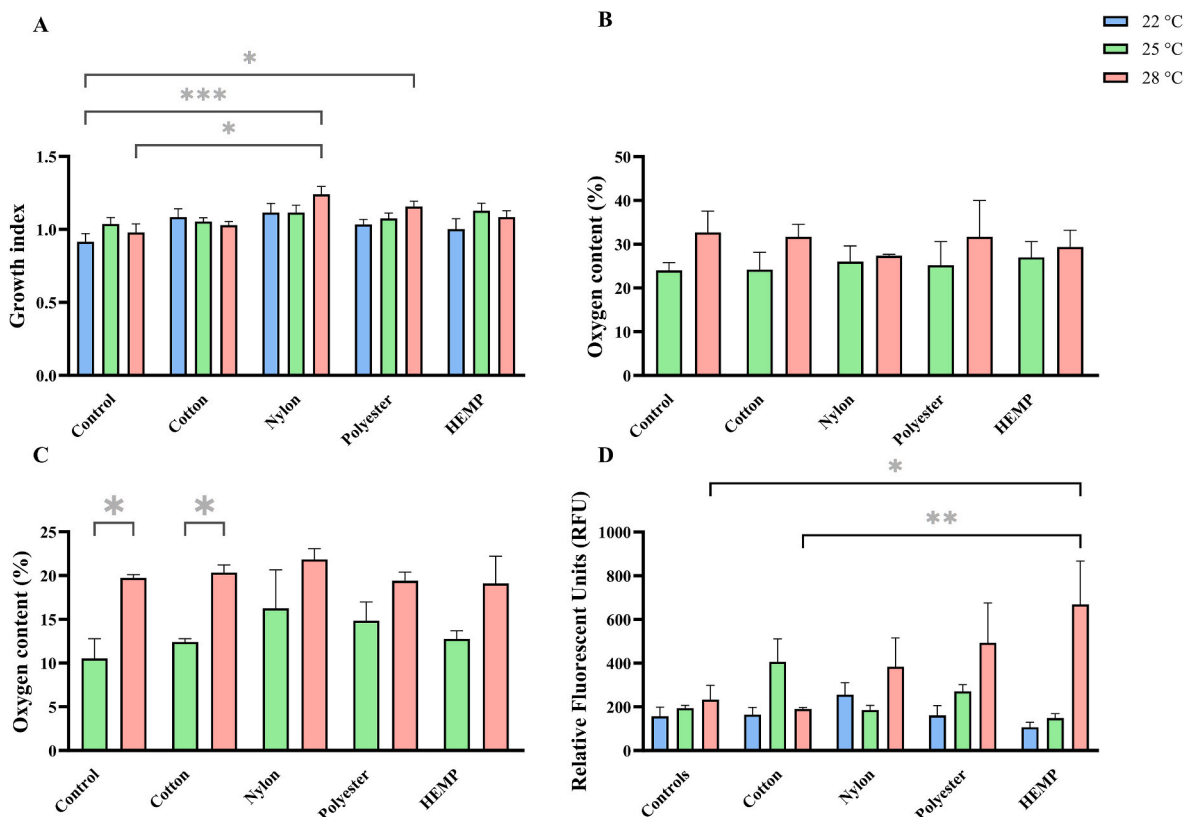 A
B
22 °C
25 °C
28 °C
*
***
*
Growth index
1.5
1.0
0.5
0.0
Control
Cotton
Nylon
Polyester
HEMP
Oxygen content (%)
50
40
30
20
10
0
Control
Cotton
Nylon
Polyester
HEMP
C
D
*
*
Oxygen content (%)
25
20
15
10
5
0
Control
Cotton
Nylon
Polyester
HEMP
*
**
Relative Fluorescent Units (RFU)
1000
800
600
400
200
0
Controls
Cotton
Nylon
Polyester
HEMP